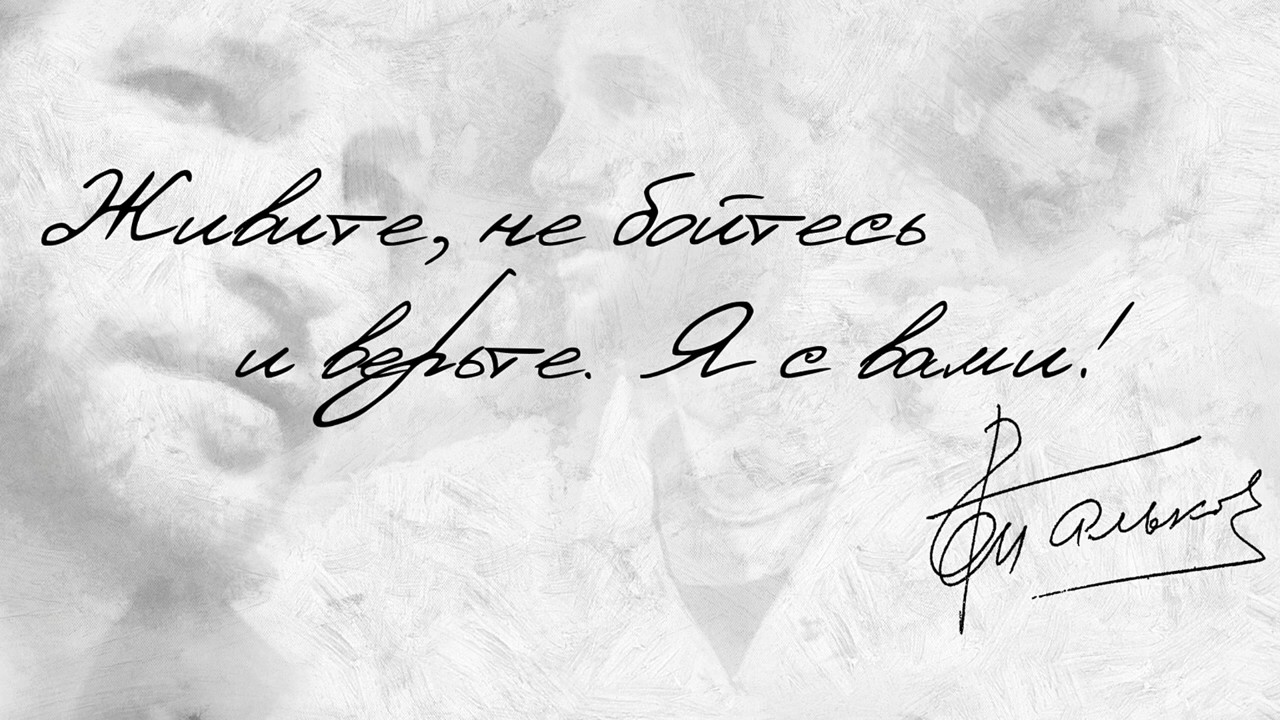 Живите, не бойтесь
и верьте. Я с вами!